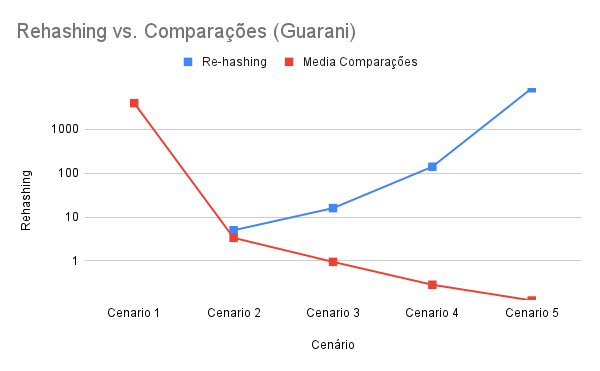 Rehashing vs. Comparações (Guarani)
Re-hashing
Media Comparações
1000
100
10
1
Rehashing
Cenario 1
Cenario 2
Cenario 3
Cenario 4
Cenario 5
Cenário